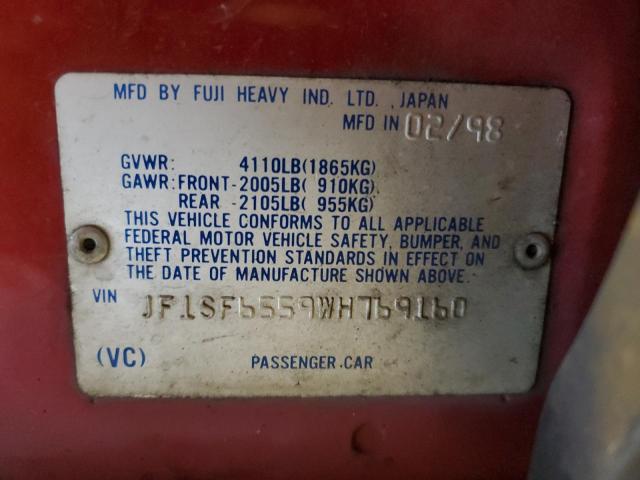 MFD BY FUJI HEAVY IND. LTD., JAPAN
MFD IN 02/98
GVWR: 4110LB(1865KG)
GAWR: FRONT-2005LB( 910KG)
REAR -2105LB( 955KG)
THIS VEHICLE CONFORMS TO ALL APPLICABLE
FEDERAL MOTOR VEHICLE SAFETY, BUMPER, AND
THEFT PREVENTION STANDARDS IN EFFECT ON
THE DATE OF MANUFACTURE SHOWN ABOVE.
VIN JF1SF6559WH769160
(VC) PASSENGER CAR